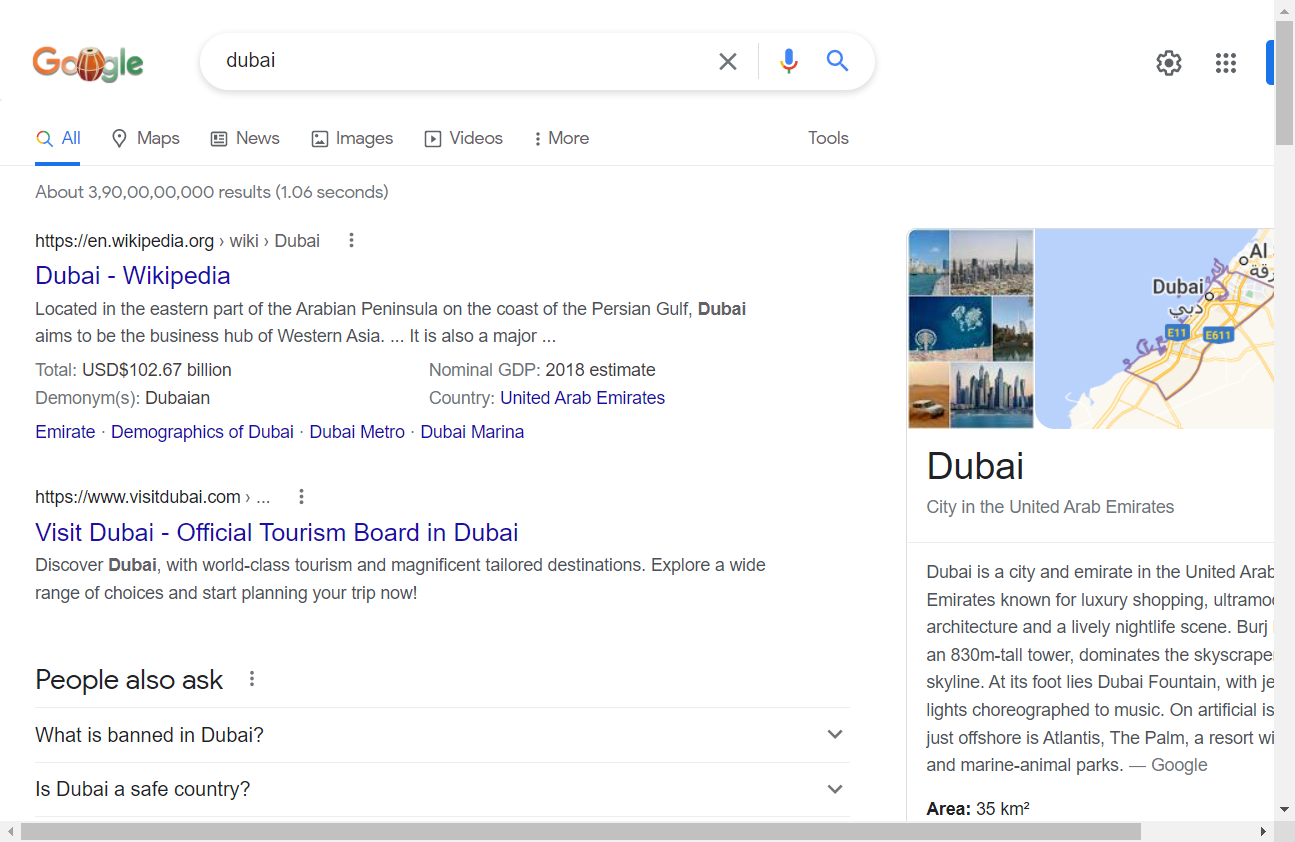 Google
dubai
All
Maps
News
Images
Videos
More
Tools
About 3,90,00,00,000 results (1.06 seconds)
https://en.wikipedia.org › wiki › Dubai
Dubai - Wikipedia
Located in the eastern part of the Arabian Peninsula on the coast of the Persian Gulf, Dubai
aims to be the business hub of Western Asia. ... It is also a major ...
Total: USD$102.67 billion
Nominal GDP: 2018 estimate
Demonym(s): Dubaian
Country: United Arab Emirates
Emirate · Demographics of Dubai · Dubai Metro · Dubai Marina
https://www.visitdubai.com › ...
Visit Dubai - Official Tourism Board in Dubai
Discover Dubai, with world-class tourism and magnificent tailored destinations. Explore a wide
range of choices and start planning your trip now!
People also ask
What is banned in Dubai?
Is Dubai a safe country?
Al
Dubai
دبي
E11
E611
Dubai
City in the United Arab Emirates
Dubai is a city and emirate in the United Arab
Emirates known for luxury shopping, ultramo
architecture and a lively nightlife scene. Burj
an 830m-tall tower, dominates the skyscrape
skyline. At its foot lies Dubai Fountain, with je
lights choreographed to music. On artificial is
just offshore is Atlantis, The Palm, a resort wi
and marine-animal parks. — Google
Area: 35 km²